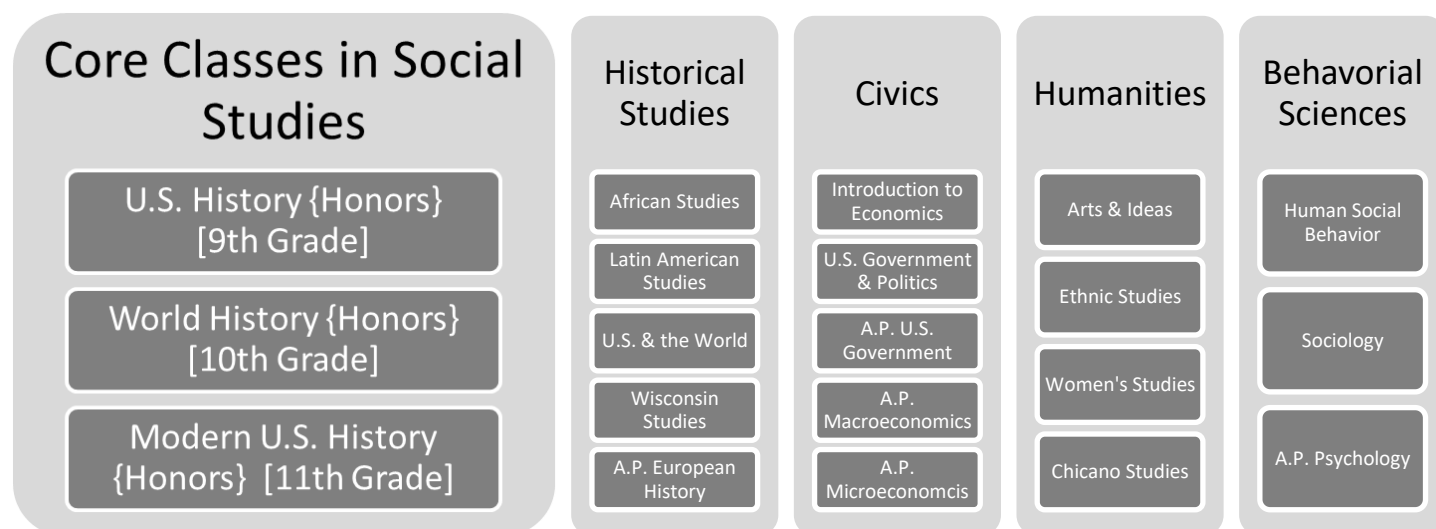 Core Classes in Social
Studies
U.S. History {Honors}
[9th Grade]
World History {Honors}
[10th Grade]
Modern U.S. History
{Honors}  [11th Grade]
Historical
Studies
African Studies
Latin American
Studies
U.S. & the World
Wisconsin
Studies
A.P. European
History
Civics
Introduction to
Economics
U.S. Government
& Politics
A.P. U.S.
Government
A.P.
Macroeconomics
A.P.
Microeconomcis
Humanities
Arts & Ideas
Ethnic Studies
Women's Studies
Chicano Studies
Behavorial
Sciences
Human Social
Behavior
Sociology
A.P. Psychology